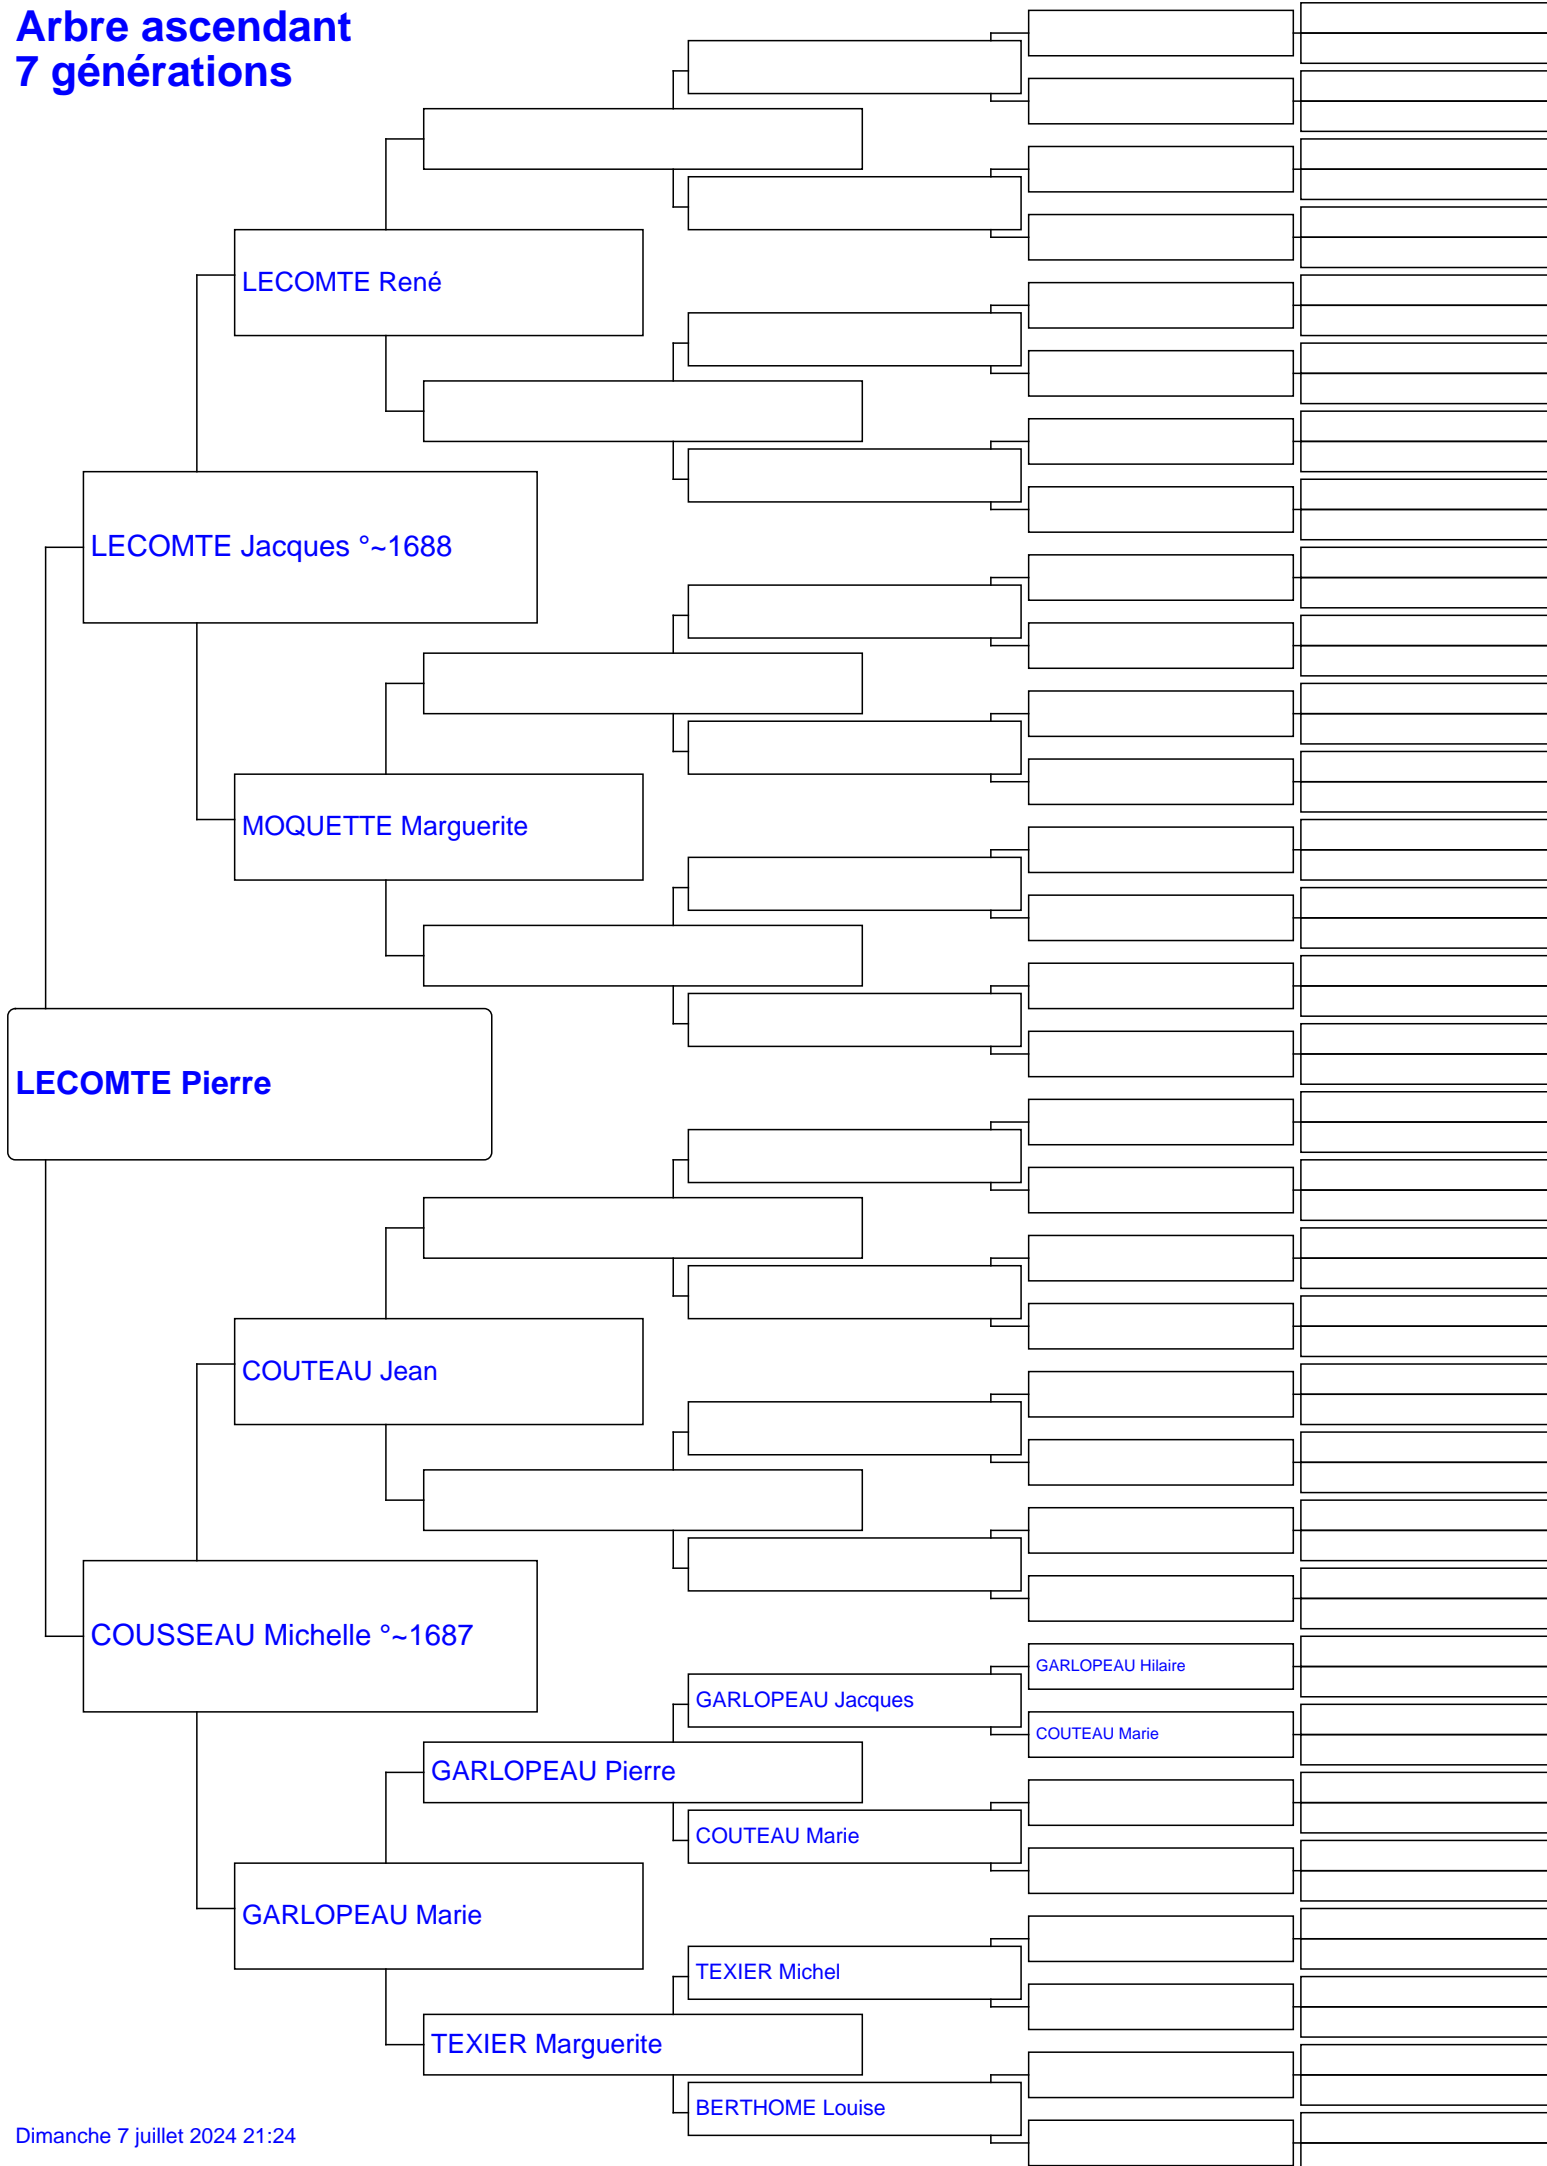 Arbre ascendant
7 générations
LECOMTE René
LECOMTE Jacques °~1688
MOQUETTE Marguerite
LECOMTE Pierre
COUTEAU Jean
COUSSEAU Michelle °~1687
GARLOPEAU Hilaire
GARLOPEAU Jacques
COUTEAU Marie
GARLOPEAU Pierre
COUTEAU Marie
GARLOPEAU Marie
TEXIER Michel
TEXIER Marguerite
BERTHOME Louise
Dimanche 7 juillet 2024 21:24